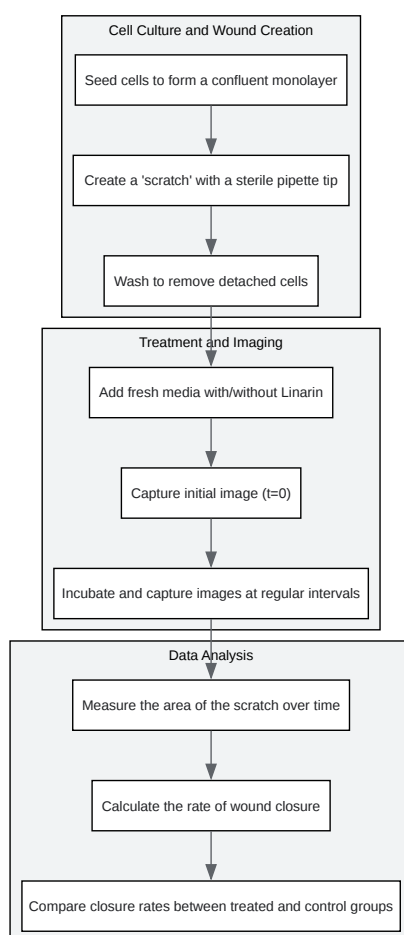 Cell Culture and Wound Creation
Seed cells to form a confluent monolayer
Create a 'scratch' with a sterile pipette tip
Wash to remove detached cells
Treatment and Imaging
Add fresh media with/without Linarin
Capture initial image (t=0)
Incubate and capture images at regular intervals
Data Analysis
Measure the area of the scratch over time
Calculate the rate of wound closure
Compare closure rates between treated and control groups